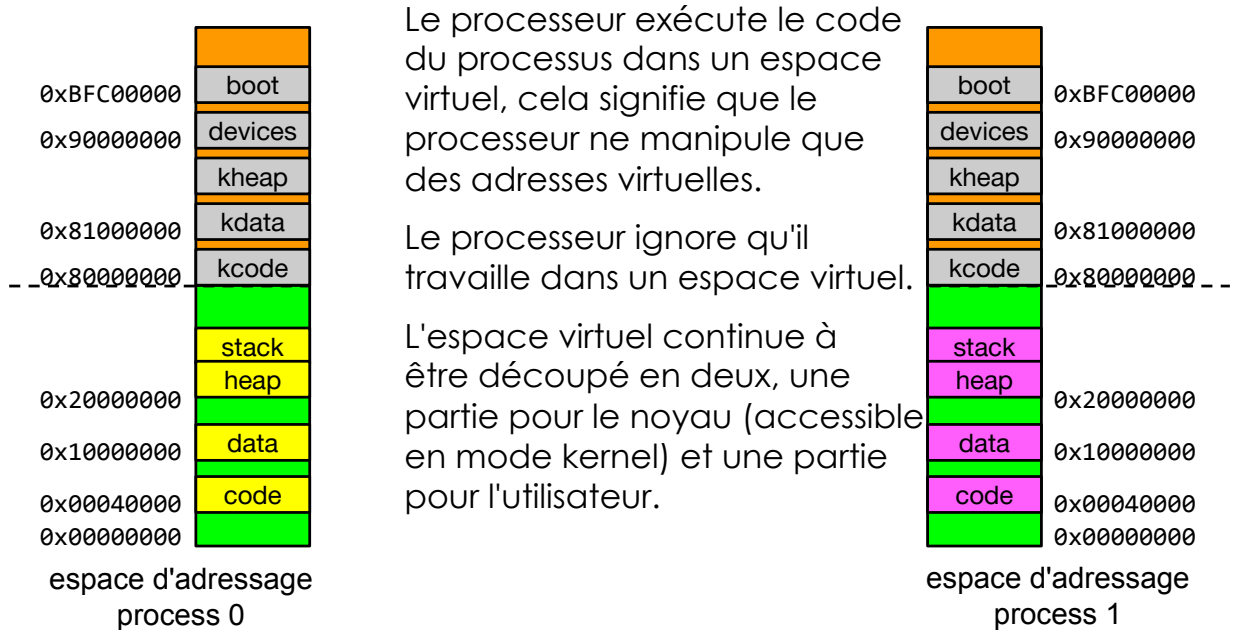 Le processeur exécute le code
du processus dans un espace
virtuel, cela signifie que le
processeur ne manipule que
des adresses virtuelles.
Le processeur ignore qu'il
travaille dans un espace virtuel.
L'espace virtuel continue à
être découpé en deux, une
partie pour le noyau (accessible
en mode kernel) et une partie
pour l'utilisateur.
0xBFC00000 boot
0x90000000 devices
kheap
0x81000000 kdata
0x80000000 kcode
stack
heap
0x20000000
0x10000000 data
0x00040000 code
0x00000000
espace d'adressage
process 0
boot 0xBFC00000
devices 0x90000000
kheap
kdata 0x81000000
kcode 0x80000000
stack
heap
0x20000000
data 0x10000000
code 0x00040000
0x00000000
espace d'adressage
process 1